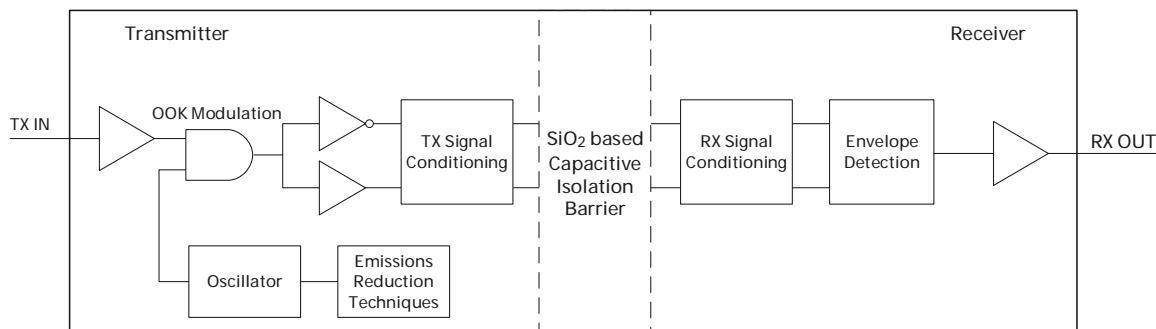 Transmitter
Receiver
TX IN
OOK Modulation
TX Signal
Conditioning
SiO₂ based
Capacitive
Isolation
Barrier
RX Signal
Conditioning
Envelope
Detection
RX OUT
Oscillator
Emissions
Reduction
Techniques